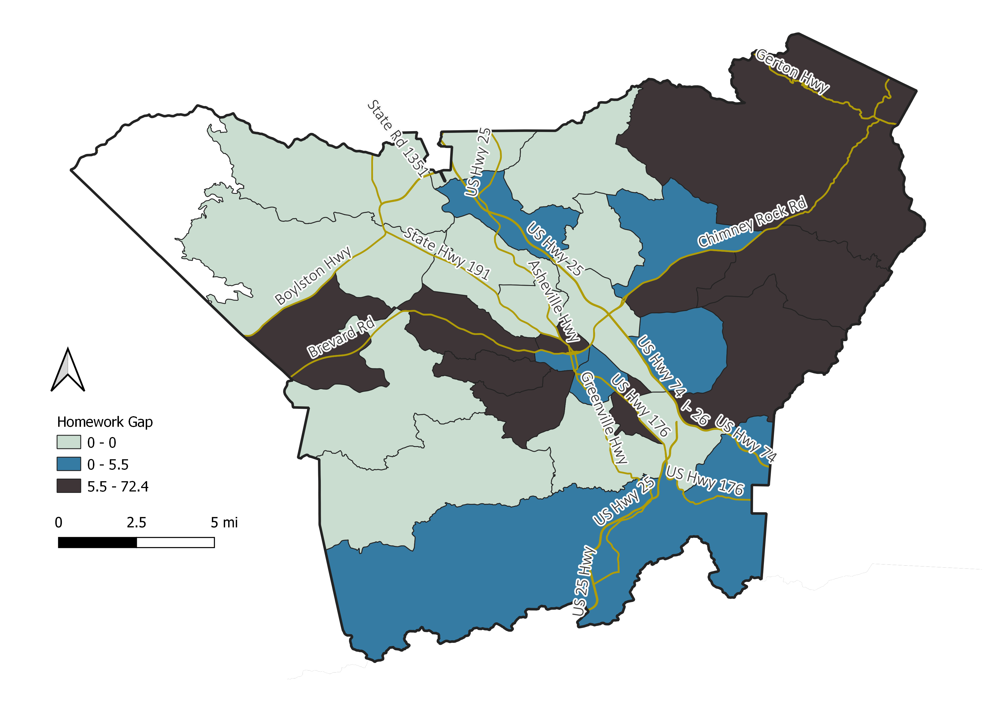 Gerton Hwy
State Rd 1351
US Hwy 25
Chimney Rock Rd
US Hwy 25
State Hwy 191
Boylston Hwy
Asheville Hwy
Brevard Rd
US Hwy 74
Greenville Hwy
US Hwy 176
I- 26
US Hwy 74
US Hwy 176
US Hwy 25
US 25 Hwy
Homework Gap
0 - 0
0 - 5.5
5.5 - 72.4
0 2.5 5 mi